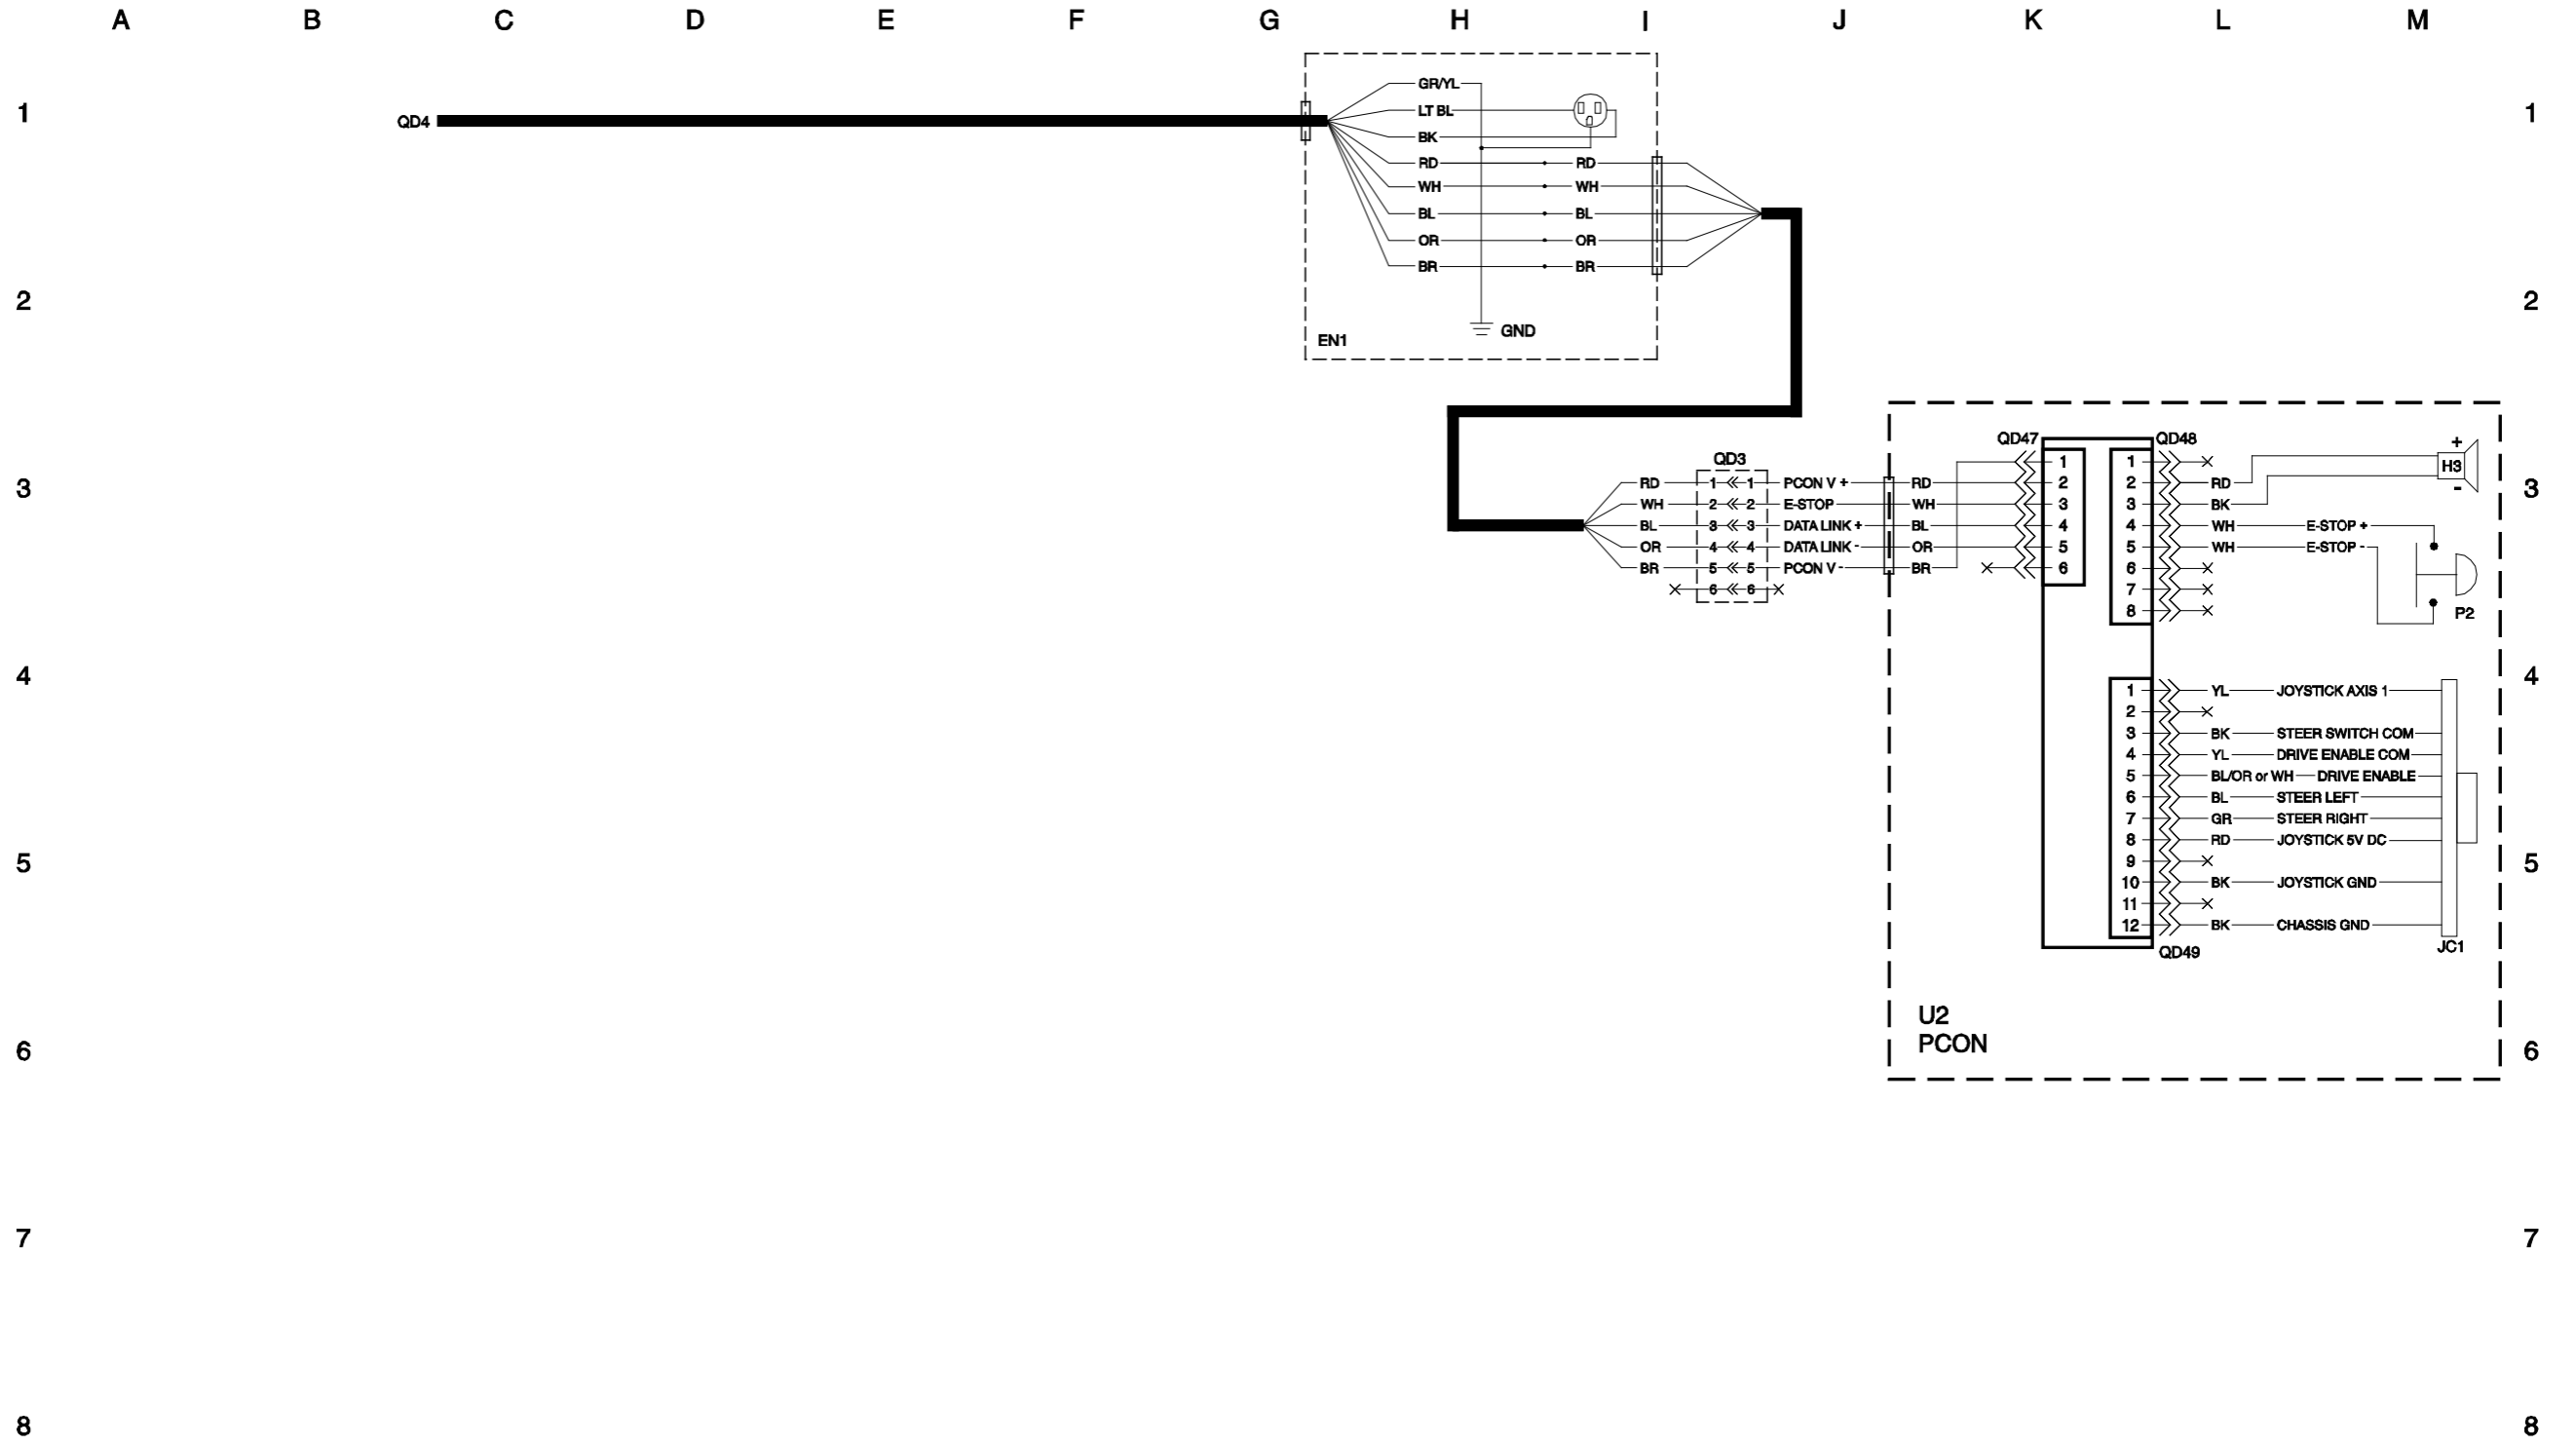 A B C D E F G H I J K L M
1 1
GR/YL
LT BL
QD4
BK
RD RD
WH WH
BL BL
OR OR
BR BR
2 2
GND
EN1
QD47 QD48
+
QD3
1 1 H3
3 3
RD 1 1 PCON V + RD 2 2 RD -
WH 2 2 E-STOP WH 3 3 BK
BL 3 3 DATA LINK + BL 4 4 WH E-STOP +
OR 4 4 DATA LINK - OR 5 5 WH E-STOP -
BR 5 5 PCON V - BR 6 6
6 6 7
8 P2
4 4
1 YL JOYSTICK AXIS 1
2
3 BK STEER SWITCH COM
4 YL DRIVE ENABLE COM
5 BL/OR or WH DRIVE ENABLE
6 BL STEER LEFT
7 GR STEER RIGHT
8 RD JOYSTICK 5V DC
5 9 5
10 BK JOYSTICK GND
11
12 BK CHASSIS GND
QD49 JC1
U2
PCON
6 6
7 7
8 8